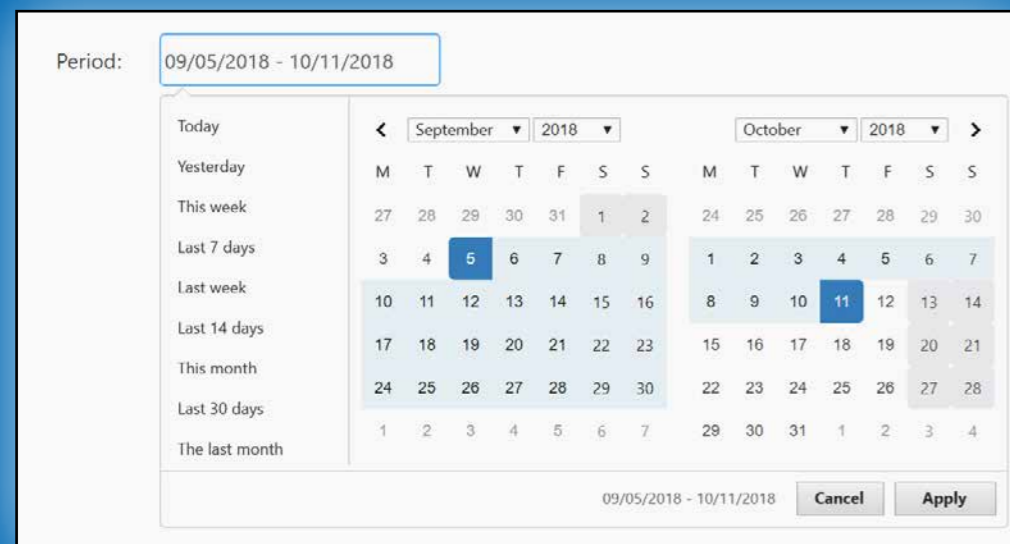 Period: 09/05/2018 - 10/11/2018
Today
Yesterday
This week
Last 7 days
Last week
Last 14 days
This month
Last 30 days
The last month
September 2018
M T W T F S S
27 28 29 30 31 1 2
3 4 5 6 7 8 9
10 11 12 13 14 15 16
17 18 19 20 21 22 23
24 25 26 27 28 29 30
1 2 3 4 5 6 7
October 2018
M T W T F S S
24 25 26 27 28 29 30
1 2 3 4 5 6 7
8 9 10 11 12 13 14
15 16 17 18 19 20 21
22 23 24 25 26 27 28
29 30 31 1 2 3 4
09/05/2018 - 10/11/2018 Cancel Apply